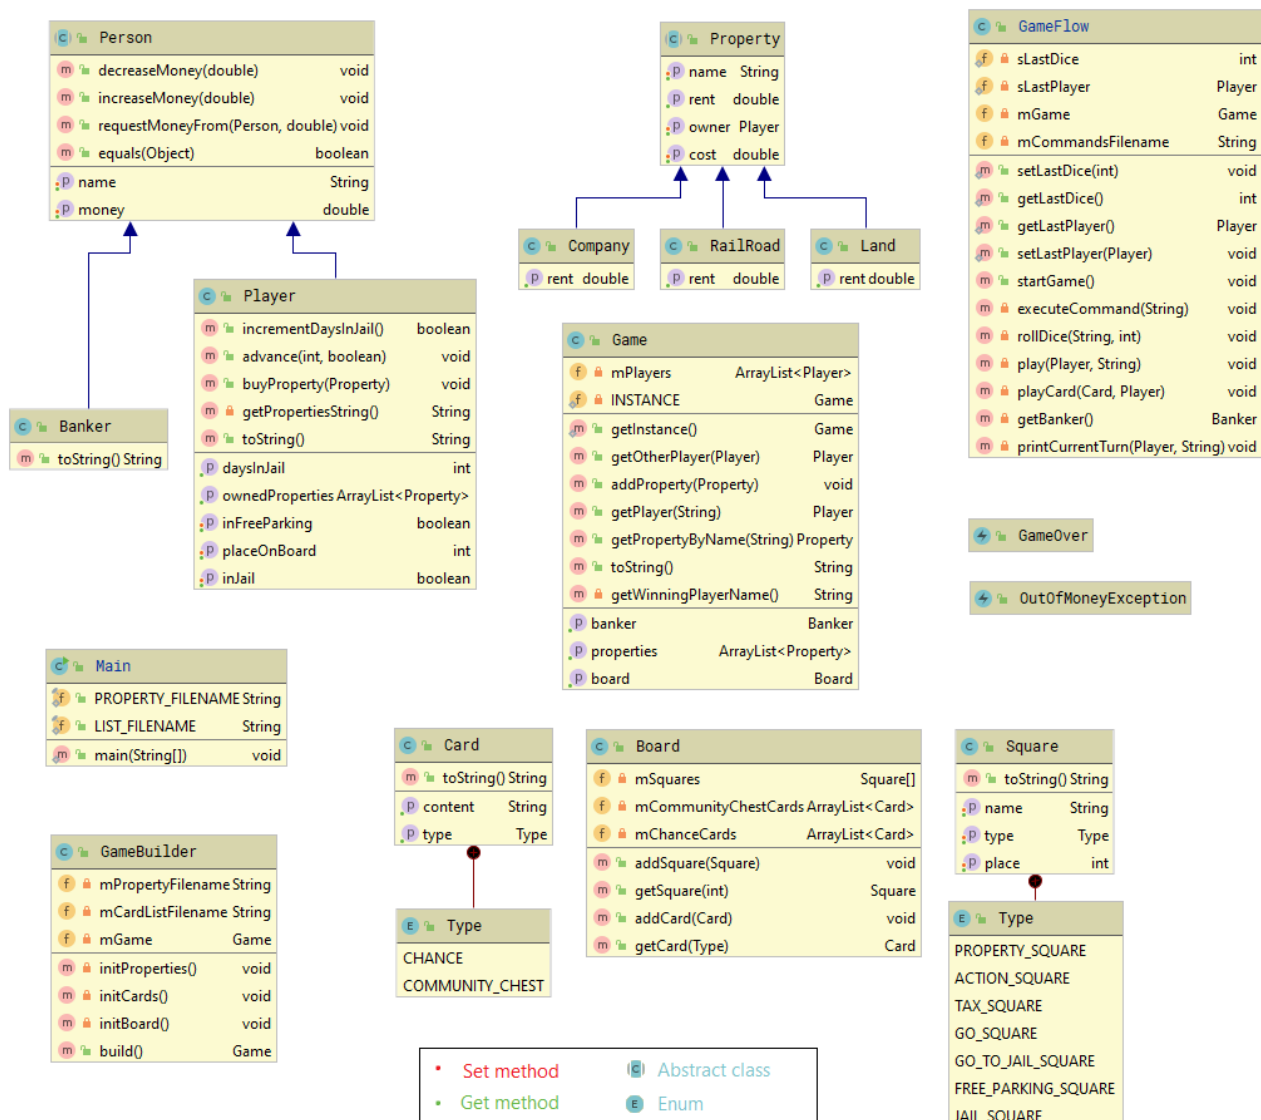 Person
decreaseMoney(double) void
increaseMoney(double) void
requestMoneyFrom(Person, double) void
equals(Object) boolean
name String
money double
Property
name String
rent double
owner Player
cost double
GameFlow
sLastDice int
sLastPlayer Player
mGame Game
mCommandsFilename String
setLastDice(int) void
getLastDice() int
getLastPlayer() Player
setLastPlayer(Player) void
startGame() void
executeCommand(String) void
rollDice(String, int) void
play(Player, String) void
playCard(Card, Player) void
getBanker() Banker
printCurrentTurn(Player, String) void
Company
rent double
RailRoad
rent double
Land
rent double
Player
incrementDaysInJail() boolean
advance(int, boolean) void
buyProperty(Property) void
getPropertiesString() String
toString() String
daysInJail int
ownedProperties ArrayList<Property>
inFreeParking boolean
placeOnBoard int
inJail boolean
Banker
toString() String
Game
mPlayers ArrayList<Player>
INSTANCE Game
getInstance() Game
getOtherPlayer(Player) Player
addProperty(Property) void
getPlayer(String) Player
getPropertyByName(String) Property
toString() String
getWinningPlayerName() String
banker Banker
properties ArrayList<Property>
board Board
GameOver
OutOfMoneyException
Main
PROPERTY_FILENAME String
LIST_FILENAME String
main(String[]) void
Card
toString() String
content String
type Type
Board
mSquares Square[]
mCommunityChestCards ArrayList<Card>
mChanceCards ArrayList<Card>
addSquare(Square) void
getSquare(int) Square
addCard(Card) void
getCard(Type) Card
Square
toString() String
name String
type Type
place int
GameBuilder
mPropertyFilename String
mCardListFilename String
mGame Game
initProperties() void
initCards() void
initBoard() void
build() Game
Type
CHANCE
COMMUNITY_CHEST
Type
PROPERTY_SQUARE
ACTION_SQUARE
TAX_SQUARE
GO_SQUARE
GO_TO_JAIL_SQUARE
FREE_PARKING_SQUARE
JAIL_SQUARE
Set method
Abstract class
Get method
Enum